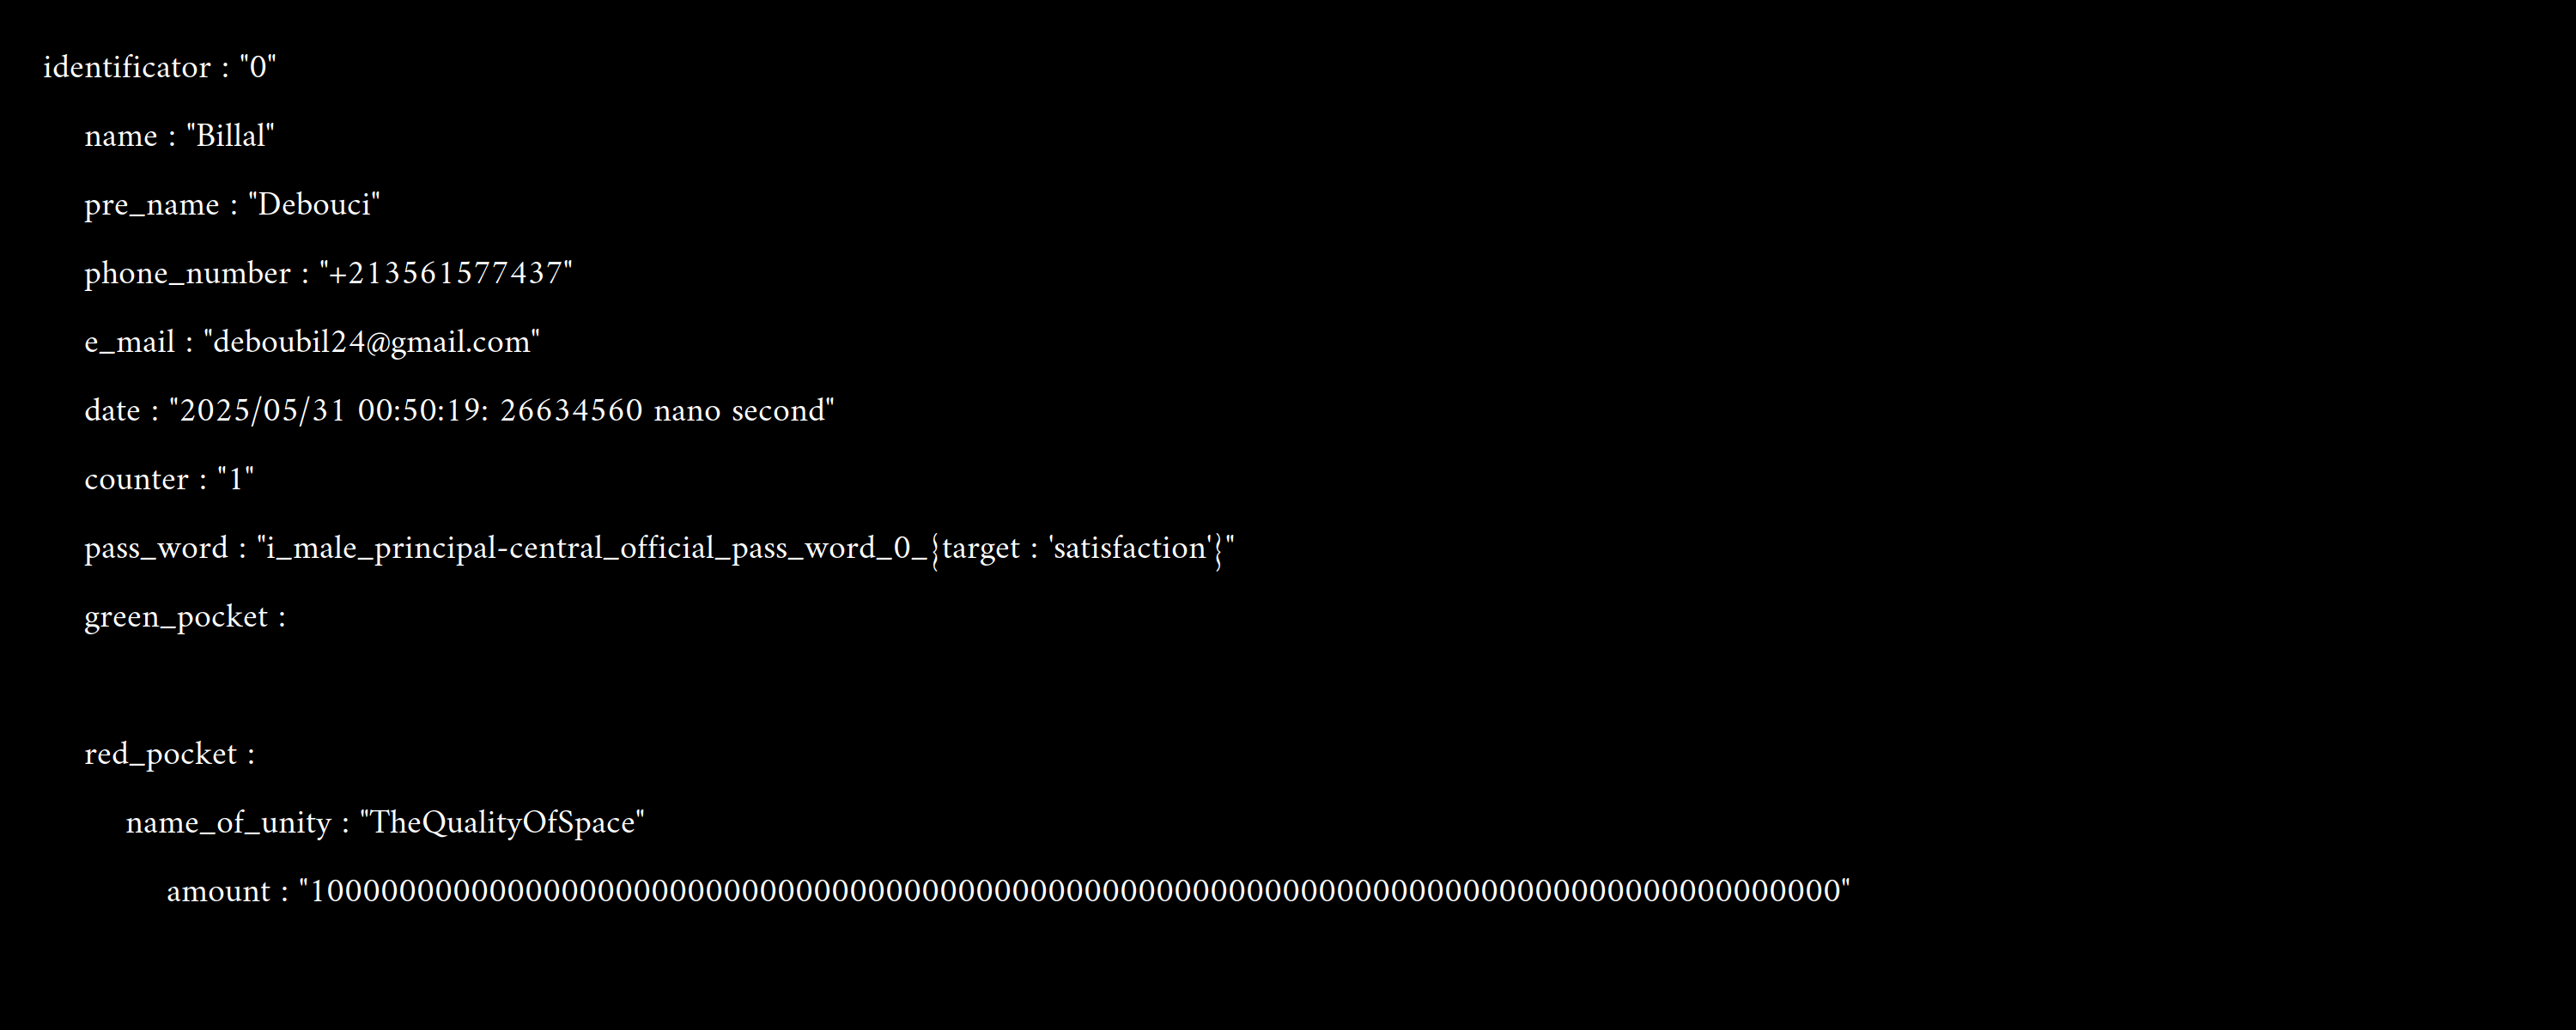 identificator : "0"
name : "Billal"
pre_name : "Debouci"
phone_number : "+213561577437"
e_mail : "deboubil24@gmail.com"
date : "2025/05/31 00:50:19: 26634560 nano second"
counter : "1"
pass_word : "i_male_principal-central_official_pass_word_0_{target : 'satisfaction'}"
green_pocket :
red_pocket :
name_of_unity : "TheQualityOfSpace"
amount : "1000000000000000000000000000000000000000000000000000000000000000000000000000000000000"